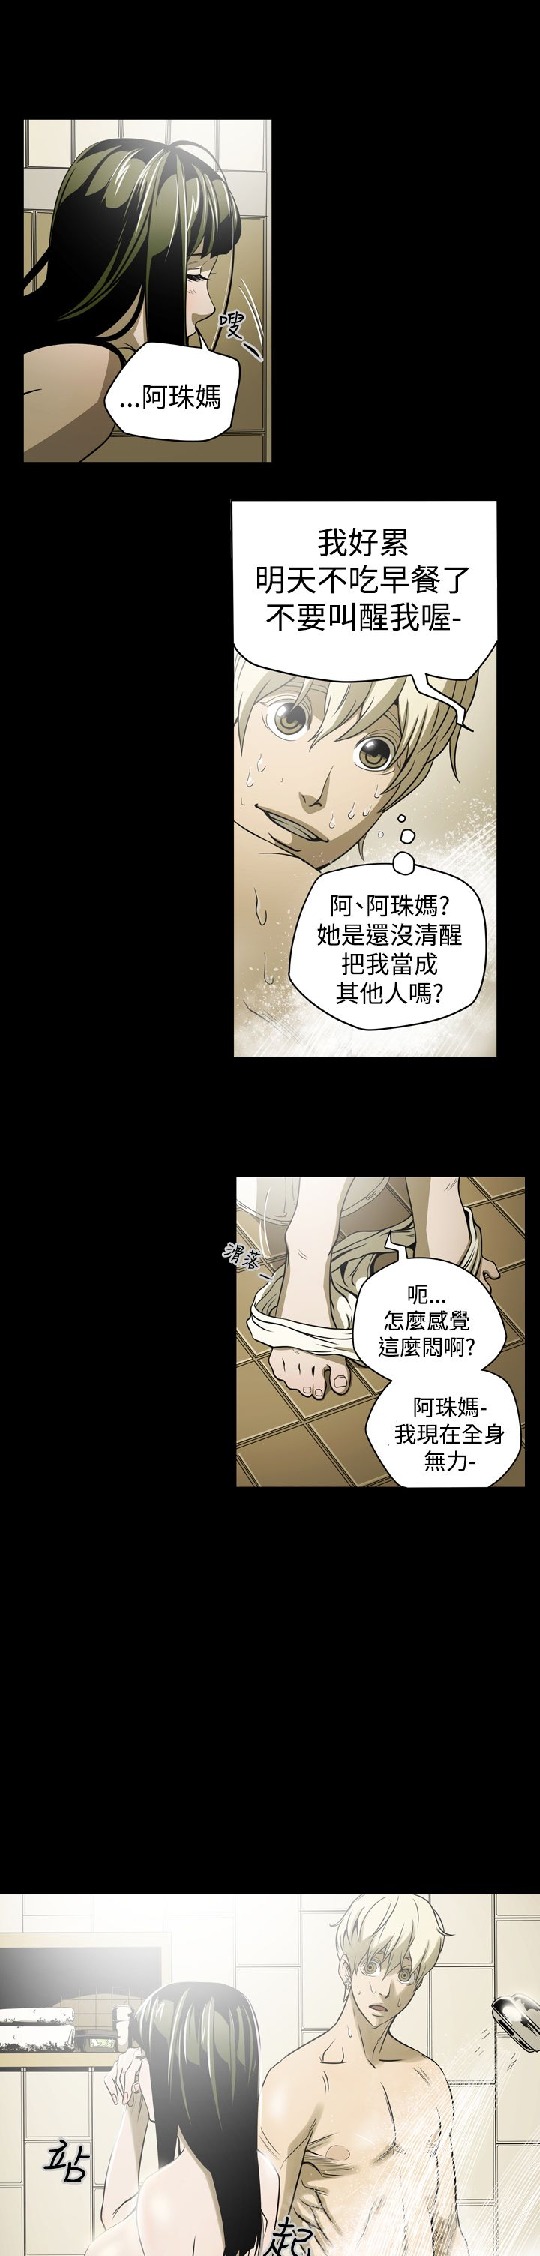 嗖-
...阿珠媽
我好累
明天不吃早餐了
不要叫醒我喔-
阿、阿珠媽?
她是還沒清醒
把我當成
其他人嗎?
滑落-
呃...
怎麼感覺
這麼悶啊?
阿珠媽-
我現在全身
無力-
站
起